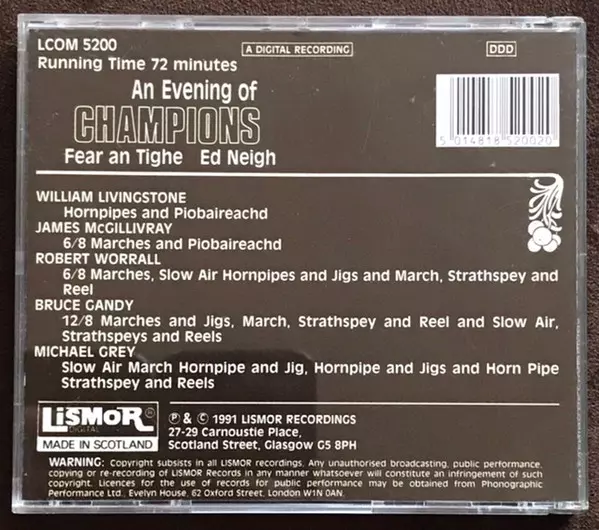 LCOM 5200
A DIGITAL RECORDING
DDD
Running Time 72 minutes
An Evening of
CHAMPIONS
Fear an Tighe Ed Neigh
5 014818 520020
WILLIAM LIVINGSTONE
Hornpipes and Piobaireachd
JAMES McGILLIVRAY
6/8 Marches and Piobaireachd
ROBERT WORRALL
6/8 Marches, Slow Air Hornpipes and Jigs and March, Strathspey and
Reel
BRUCE GANDY
12/8 Marches and Jigs, March, Strathspey and Reel and Slow Air,
Strathspeys and Reels
MICHAEL GREY
Slow Air March Hornpipe and Jig, Hornpipe and Jigs and Horn Pipe
Strathspey and Reels
LiSMOR ®
DIGITAL
MADE IN SCOTLAND
℗ & © 1991 LISMOR RECORDINGS
27-29 Carnoustie Place,
Scotland Street, Glasgow G5 8PH
WARNING: Copyright subsists in all LISMOR recordings. Any unauthorised broadcasting, public performance,
copying or re-recording of LISMOR Records in any manner whatsoever will constitute an infringement of such
copyright. Licences for the use of records for public performance may be obtained from Phonographic
Performance Ltd., Evelyn House, 62 Oxford Street, London W1N 0AN.